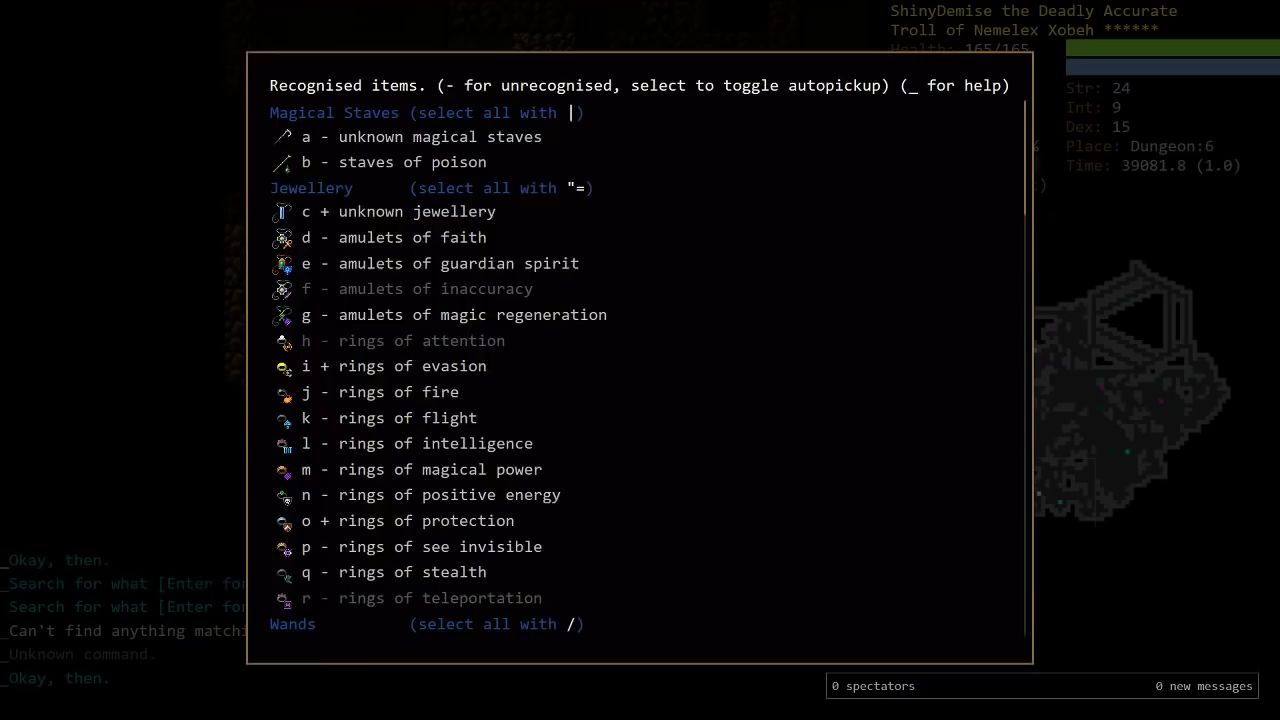 ShinyDemise the Deadly Accurate
Troll of Nemelex Xobeh ******
Health: 165/165
Str: 24
Int: 9
Dex: 15
Place: Dungeon:6
Time: 39081.8 (1.0)
Recognised items. (- for unrecognised, select to toggle autopickup) (_ for help)
Magical Staves (select all with |)
a - unknown magical staves
b - staves of poison
Jewellery (select all with "=)
c + unknown jewellery
d - amulets of faith
e - amulets of guardian spirit
f - amulets of inaccuracy
g - amulets of magic regeneration
h - rings of attention
i + rings of evasion
j - rings of fire
k - rings of flight
l - rings of intelligence
m - rings of magical power
n - rings of positive energy
o + rings of protection
p - rings of see invisible
q - rings of stealth
r - rings of teleportation
Wands (select all with /)
_Okay, then.
_Search for what [Enter for
Search for what [Enter for
_Can't find anything matchi
_Unknown command.
_Okay, then.
0 spectators 0 new messages